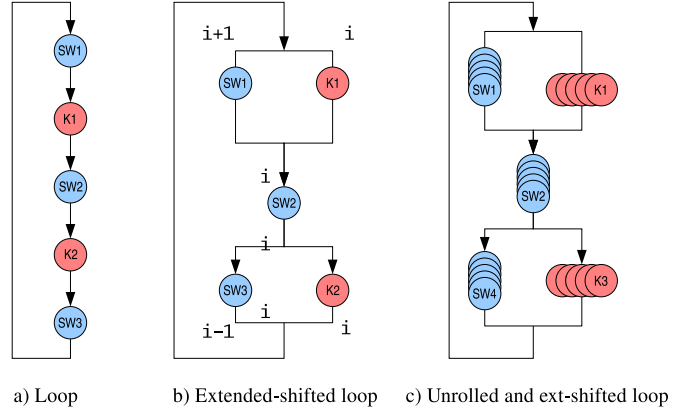 SW1
K1
SW2
K2
SW3
a) Loop
i+1
i
SW1
K1
i
SW2
i
SW3
K2
i
i-1
i
b) Extended-shifted loop
SW1
K1
SW2
SW4
K3
c) Unrolled and ext-shifted loop